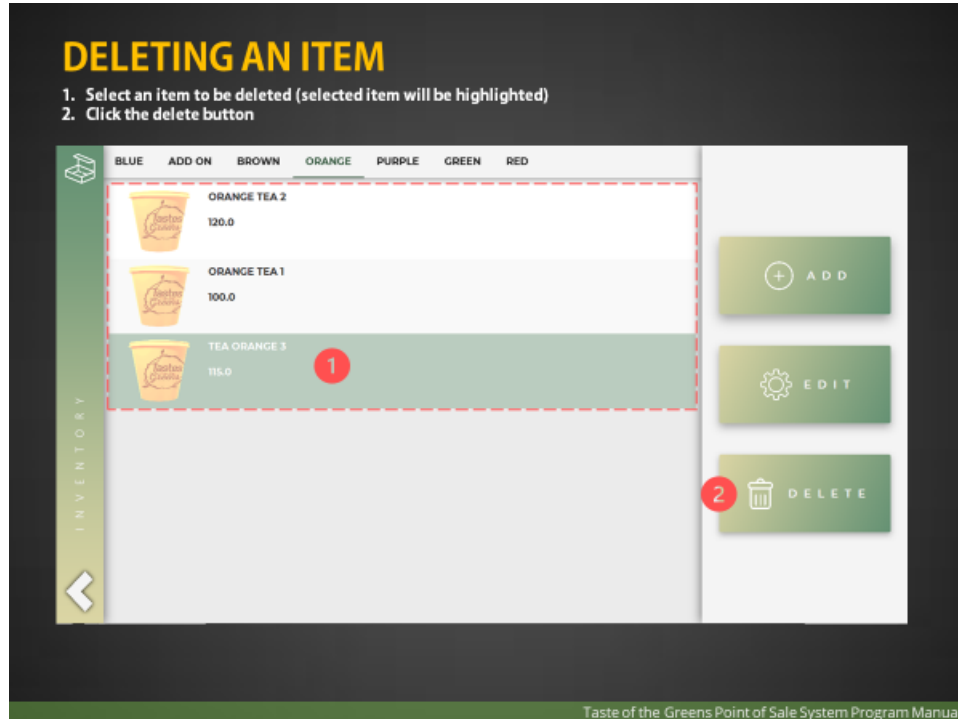 DELETING AN ITEM
1. Select an item to be deleted (selected item will be highlighted)
2. Click the delete button
BLUE ADD ON BROWN ORANGE PURPLE GREEN RED
ORANGE TEA 2
120.0
ORANGE TEA 1
100.0
TEA ORANGE 3
115.0
1
INVENTORY
ADD
EDIT
2 DELETE
Taste of the Greens Point of Sale System Program Manua